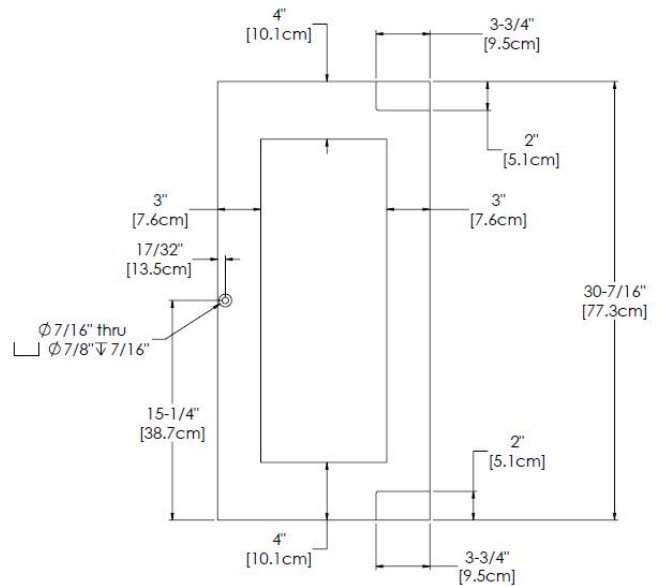 4"
[10.1cm]
3-3/4"
[9.5cm]
2"
[5.1cm]
3"
[7.6cm]
3"
[7.6cm]
17/32"
[13.5cm]
30-7/16"
[77.3cm]
⌀ 7/16" thru
⌴ ⌀ 7/8" ↧ 7/16"
15-1/4"
[38.7cm]
2"
[5.1cm]
4"
[10.1cm]
3-3/4"
[9.5cm]